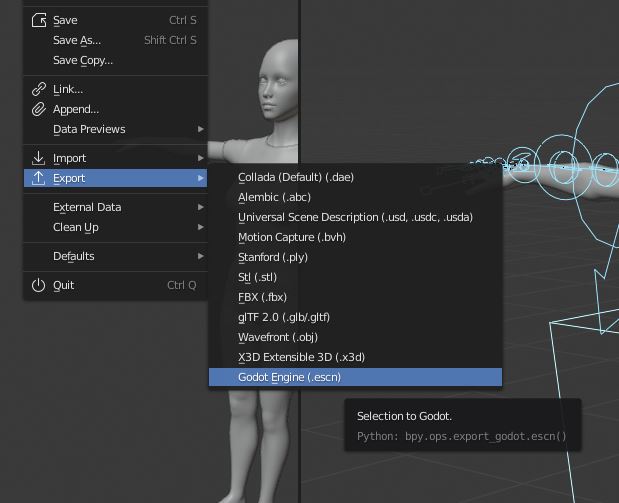 Save Ctrl S
Save As... Shift Ctrl S
Save Copy...
Link...
Append...
Data Previews
Import
Export
External Data
Clean Up
Defaults
Quit Ctrl Q
Collada (Default) (.dae)
Alembic (.abc)
Universal Scene Description (.usd, .usdc, .usda)
Motion Capture (.bvh)
Stanford (.ply)
Stl (.stl)
FBX (.fbx)
glTF 2.0 (.glb/.gltf)
Wavefront (.obj)
X3D Extensible 3D (.x3d)
Godot Engine (.escn)
Selection to Godot.
Python: bpy.ops.export_godot.escn()